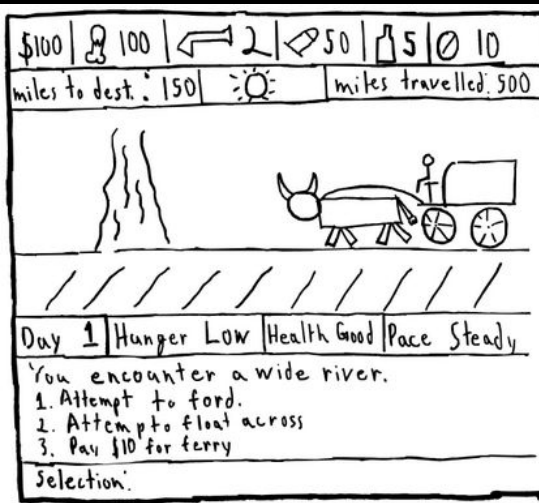 $100 100 2 50 5 10
miles to dest.: 150 miles travelled: 500
Day 1 Hunger Low Health Good Pace Steady
You encounter a wide river.
1. Attempt to ford.
2. Attempto float across
3. Pay $10 for ferry
Selection: